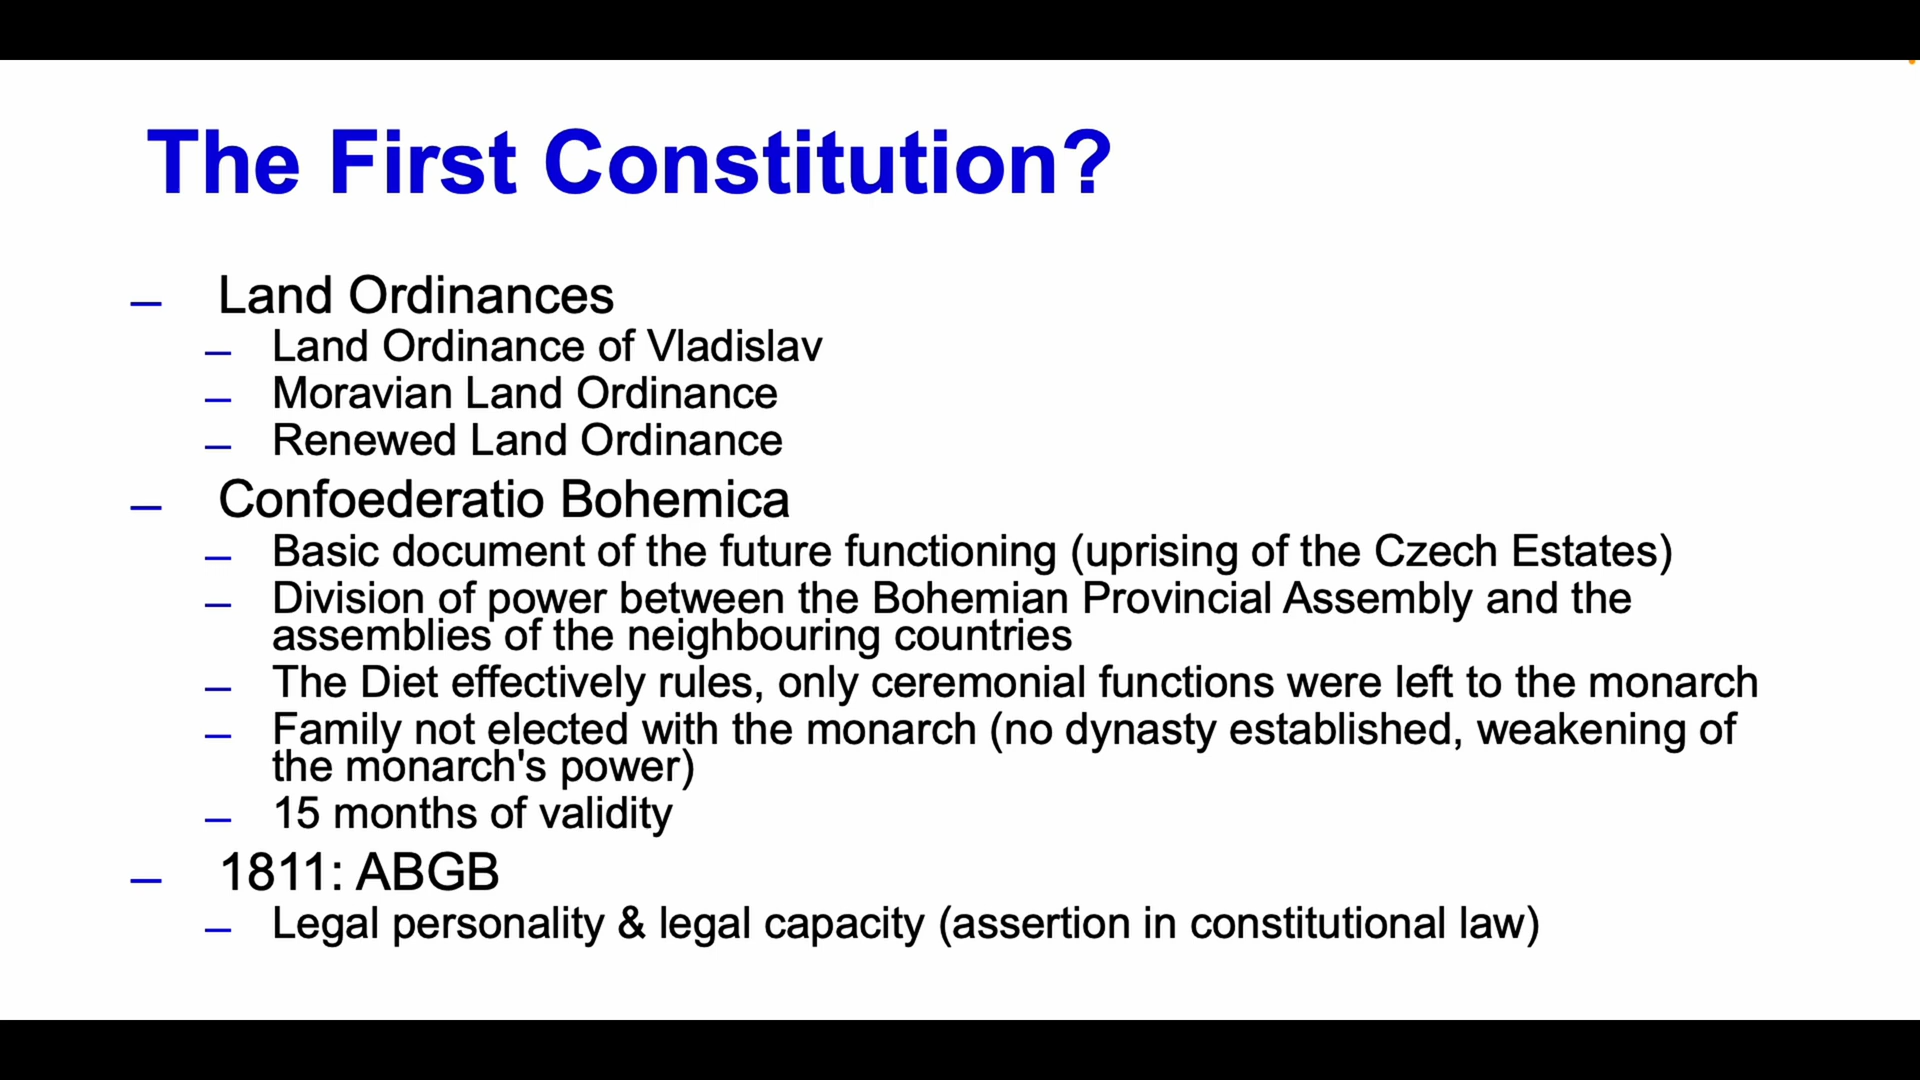 The First Constitution?
– Land Ordinances
– Land Ordinance of Vladislav
– Moravian Land Ordinance
– Renewed Land Ordinance
– Confoederatio Bohemica
– Basic document of the future functioning (uprising of the Czech Estates)
– Division of power between the Bohemian Provincial Assembly and the
assemblies of the neighbouring countries
– The Diet effectively rules, only ceremonial functions were left to the monarch
– Family not elected with the monarch (no dynasty established, weakening of
the monarch's power)
– 15 months of validity
– 1811: ABGB
– Legal personality & legal capacity (assertion in constitutional law)